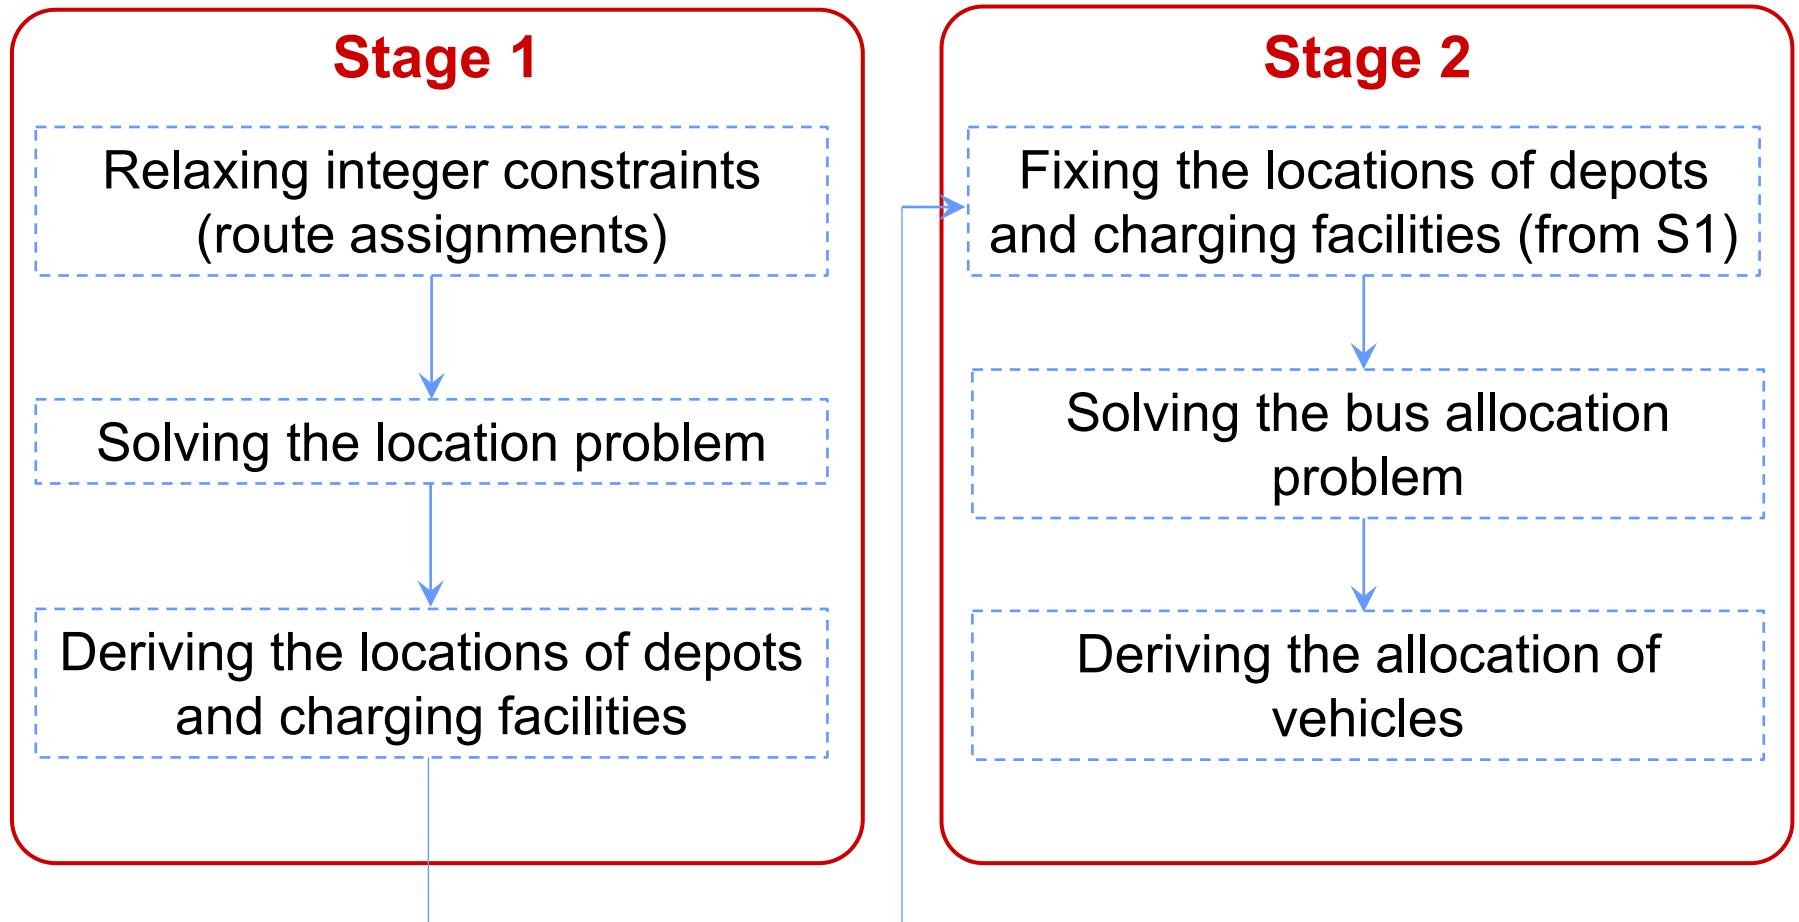 Stage 1
Relaxing integer constraints
(route assignments)
Solving the location problem
Deriving the locations of depots
and charging facilities
Stage 2
Fixing the locations of depots
and charging facilities (from S1)
Solving the bus allocation
problem
Deriving the allocation of
vehicles